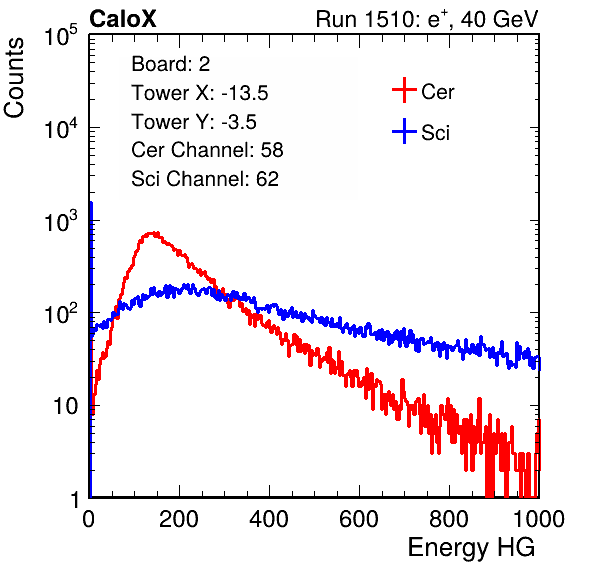 CaloX Run 1510: e⁺, 40 GeV
Counts
Board: 2
Tower X: -13.5
Tower Y: -3.5
Cer Channel: 58
Sci Channel: 62
Cer
Sci
10⁵
10⁴
10³
10²
10
1
0 200 400 600 800 1000
Energy HG